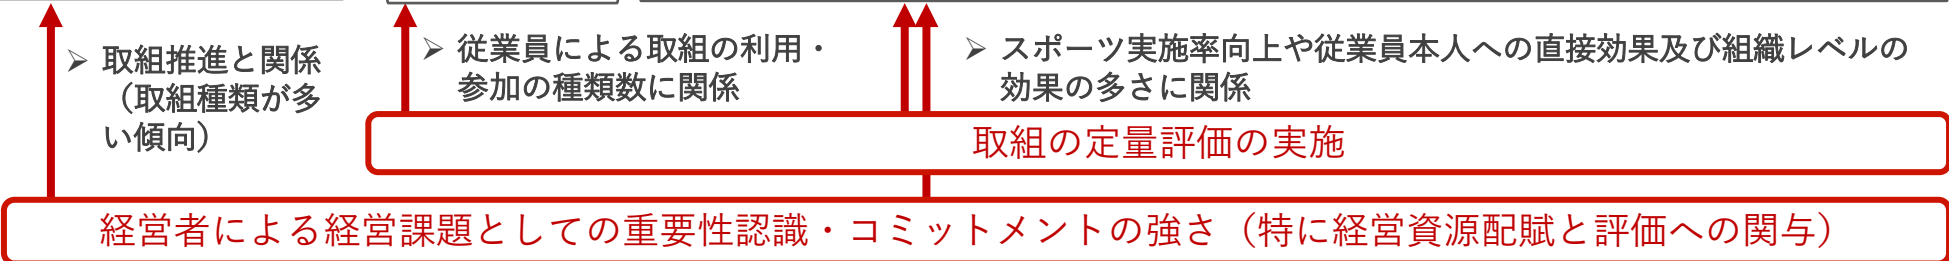 ➢ 取組推進と関係
（取組種類が多
い傾向）
➢ 従業員による取組の利用・
参加の種類数に関係
➢ スポーツ実施率向上や従業員本人への直接効果及び組織レベルの
効果の多さに関係
取組の定量評価の実施
経営者による経営課題としての重要性認識・コミットメントの強さ（特に経営資源配賦と評価への関与）